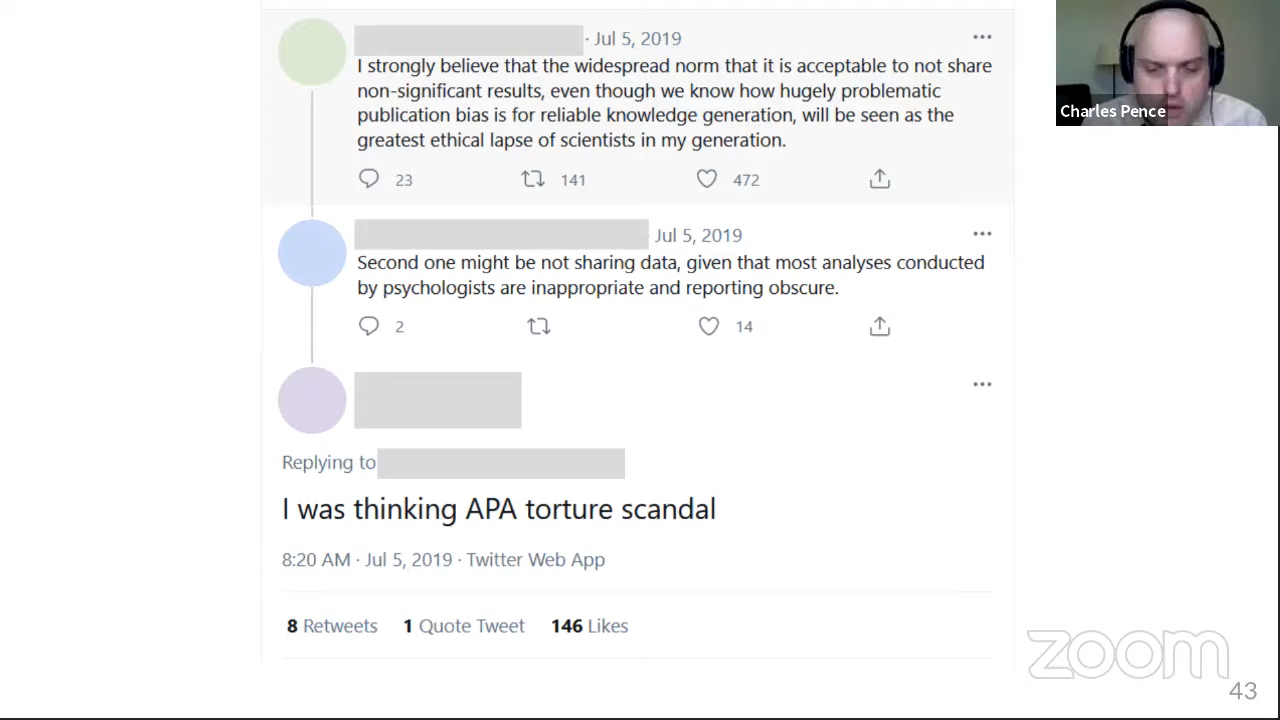 · Jul 5, 2019
Charles Pence
I strongly believe that the widespread norm that it is acceptable to not share
non-significant results, even though we know how hugely problematic
publication bias is for reliable knowledge generation, will be seen as the
greatest ethical lapse of scientists in my generation.
23 141 472
Jul 5, 2019
Second one might be not sharing data, given that most analyses conducted
by psychologists are inappropriate and reporting obscure.
2 14
Replying to
I was thinking APA torture scandal
8:20 AM · Jul 5, 2019 · Twitter Web App
8 Retweets 1 Quote Tweet 146 Likes
zoom
43